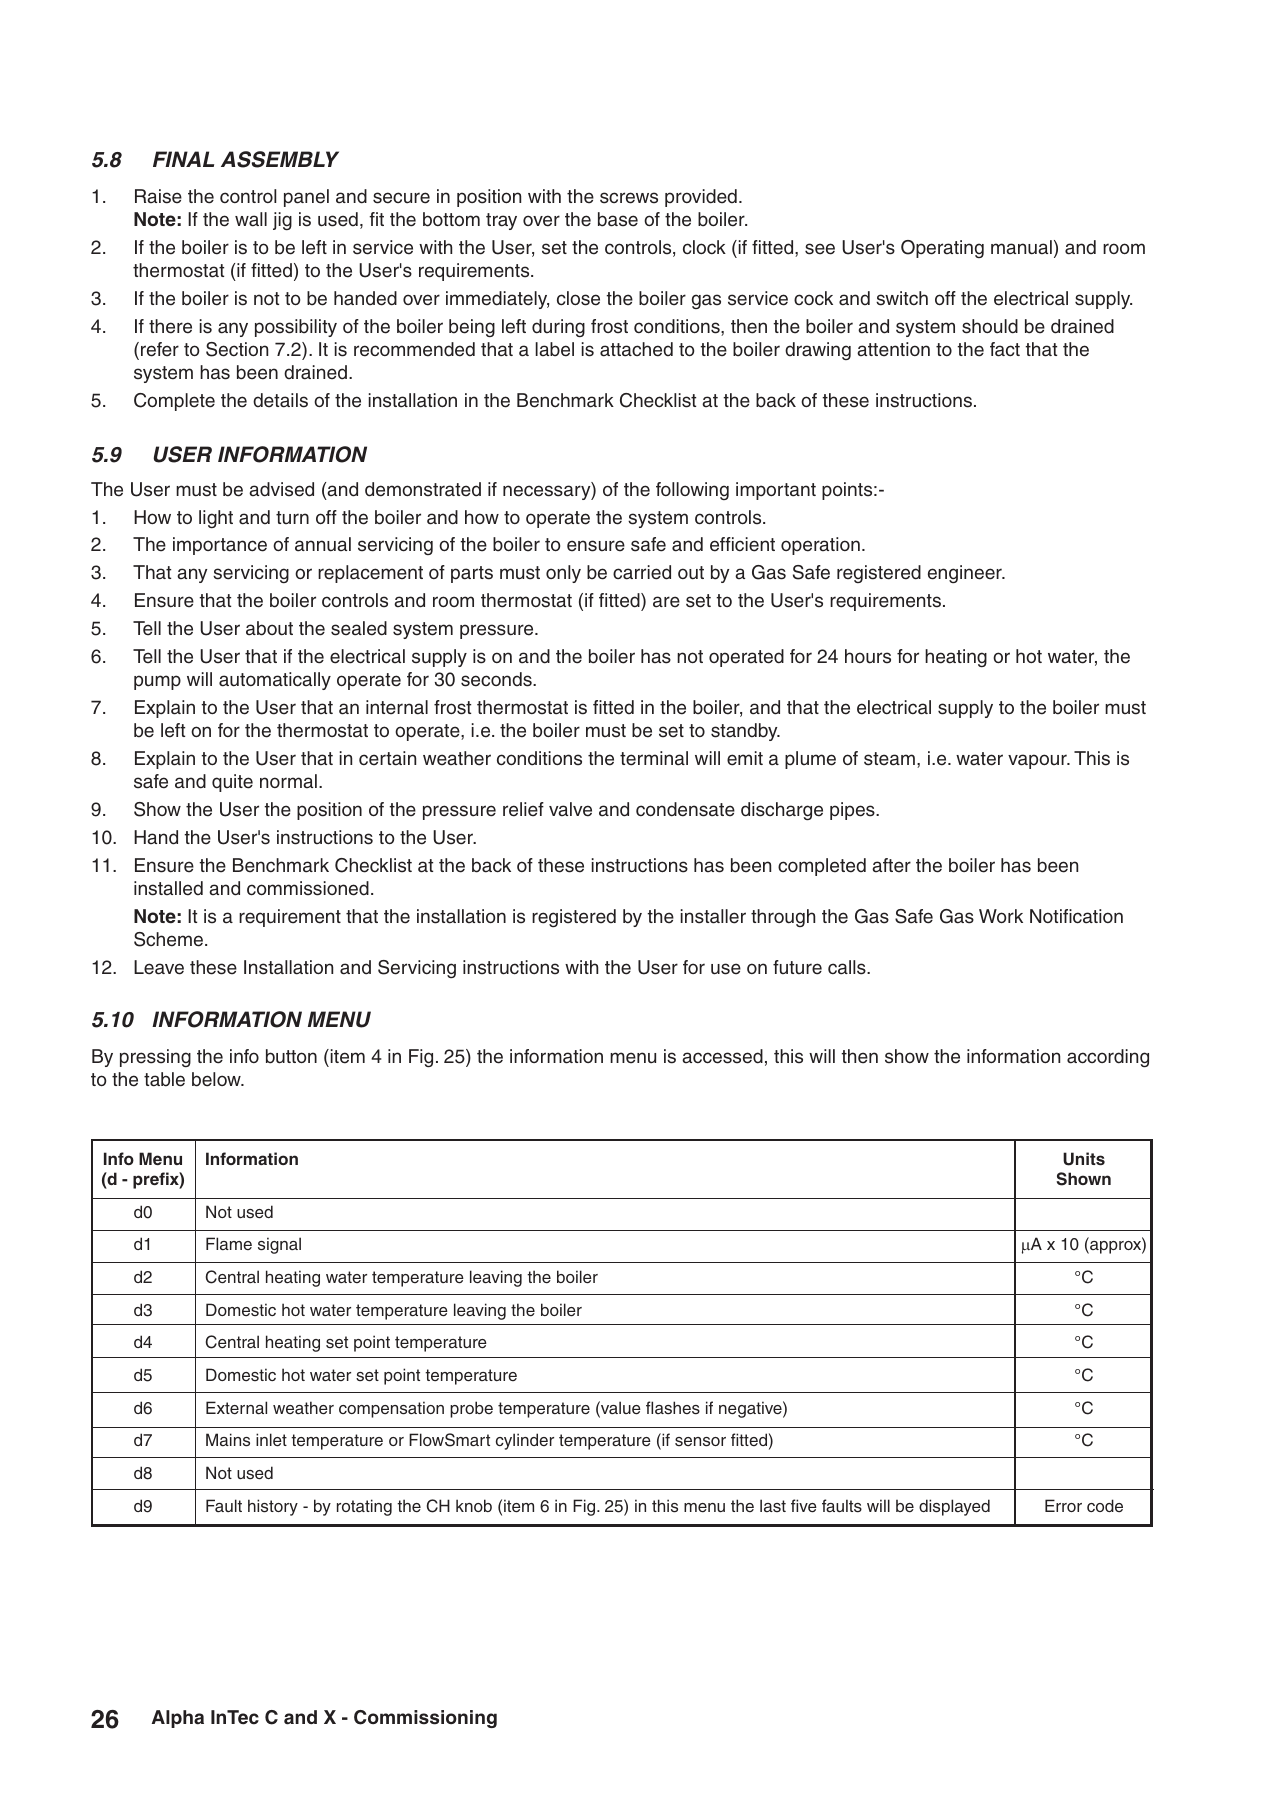 5.8 FINAL ASSEMBLY
1. Raise the control panel and secure in position with the screws provided.
Note: If the wall jig is used, fit the bottom tray over the base of the boiler.
2. If the boiler is to be left in service with the User, set the controls, clock (if fitted, see User's Operating manual) and room
thermostat (if fitted) to the User's requirements.
3. If the boiler is not to be handed over immediately, close the boiler gas service cock and switch off the electrical supply.
4. If there is any possibility of the boiler being left during frost conditions, then the boiler and system should be drained
(refer to Section 7.2). It is recommended that a label is attached to the boiler drawing attention to the fact that the
system has been drained.
5. Complete the details of the installation in the Benchmark Checklist at the back of these instructions.
5.9 USER INFORMATION
The User must be advised (and demonstrated if necessary) of the following important points:-
1. How to light and turn off the boiler and how to operate the system controls.
2. The importance of annual servicing of the boiler to ensure safe and efficient operation.
3. That any servicing or replacement of parts must only be carried out by a Gas Safe registered engineer.
4. Ensure that the boiler controls and room thermostat (if fitted) are set to the User's requirements.
5. Tell the User about the sealed system pressure.
6. Tell the User that if the electrical supply is on and the boiler has not operated for 24 hours for heating or hot water, the
pump will automatically operate for 30 seconds.
7. Explain to the User that an internal frost thermostat is fitted in the boiler, and that the electrical supply to the boiler must
be left on for the thermostat to operate, i.e. the boiler must be set to standby.
8. Explain to the User that in certain weather conditions the terminal will emit a plume of steam, i.e. water vapour. This is
safe and quite normal.
9. Show the User the position of the pressure relief valve and condensate discharge pipes.
10. Hand the User's instructions to the User.
11. Ensure the Benchmark Checklist at the back of these instructions has been completed after the boiler has been
installed and commissioned.
Note: It is a requirement that the installation is registered by the installer through the Gas Safe Gas Work Notification
Scheme.
12. Leave these Installation and Servicing instructions with the User for use on future calls.
5.10 INFORMATION MENU
By pressing the info button (item 4 in Fig. 25) the information menu is accessed, this will then show the information according
to the table below.
Info Menu Information Units
(d - prefix) Shown
d0 Not used
d1 Flame signal µA x 10 (approx)
d2 Central heating water temperature leaving the boiler °C
d3 Domestic hot water temperature leaving the boiler °C
d4 Central heating set point temperature °C
d5 Domestic hot water set point temperature °C
d6 External weather compensation probe temperature (value flashes if negative) °C
d7 Mains inlet temperature or FlowSmart cylinder temperature (if sensor fitted) °C
d8 Not used
d9 Fault history - by rotating the CH knob (item 6 in Fig. 25) in this menu the last five faults will be displayed Error code
26 Alpha InTec C and X - Commissioning